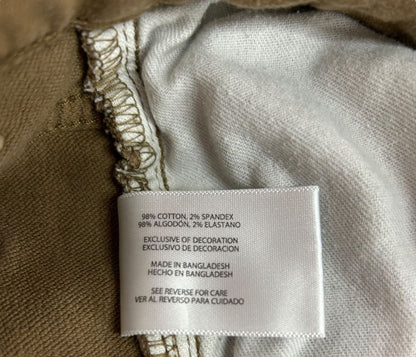 98% COTTON, 2% SPANDEX
98% ALGODÓN, 2% ELASTANO
EXCLUSIVE OF DECORATION
EXCLUSIVO DE DECORACION
MADE IN BANGLADESH
HECHO EN BANGLADESH
SEE REVERSE FOR CARE
VER AL REVERSO PARA CUIDADO